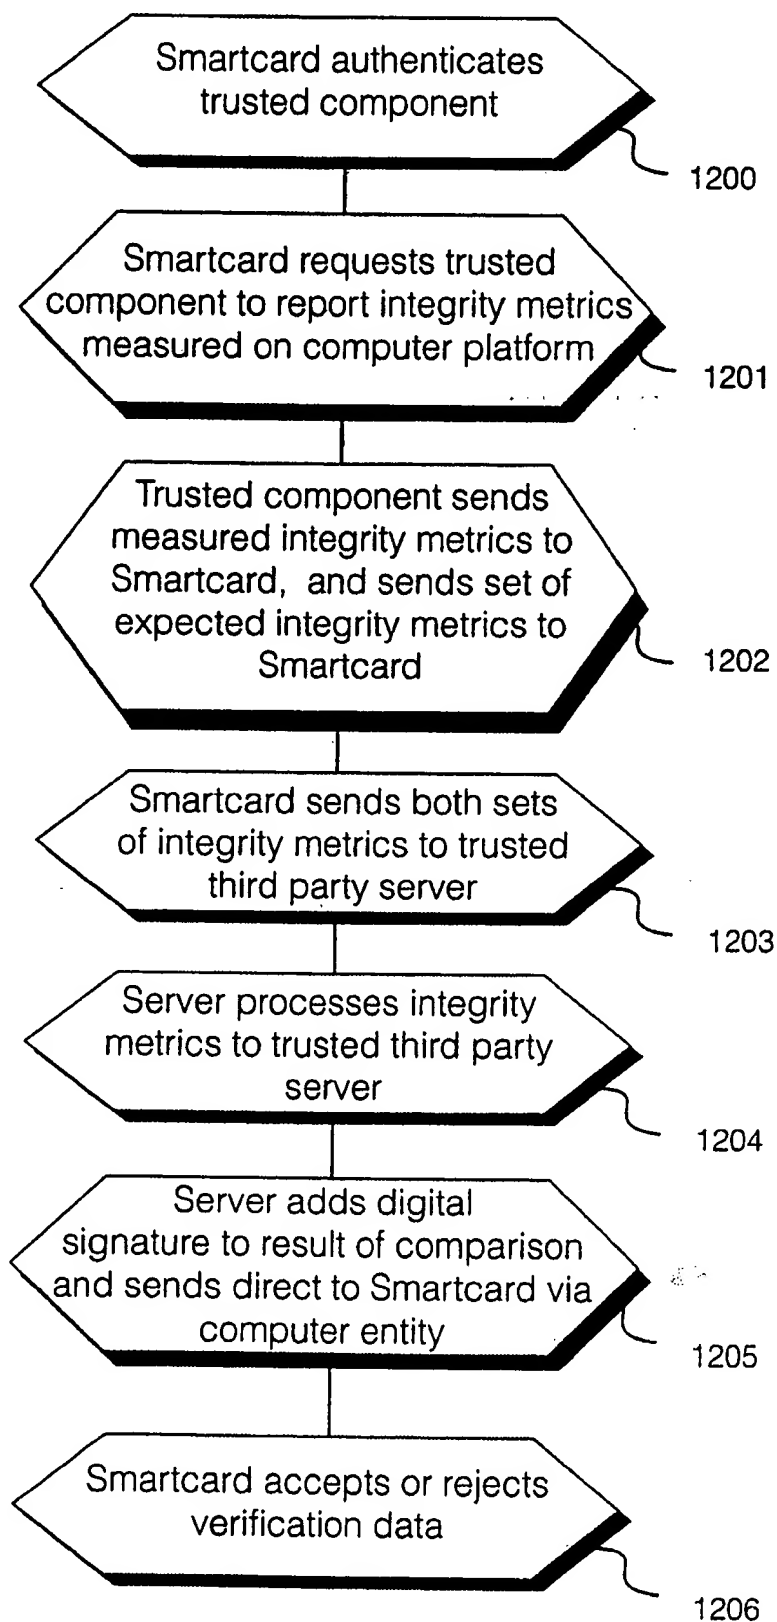 Smartcard authenticates
trusted component
1200
Smartcard requests trusted
component to report integrity metrics
measured on computer platform
1201
Trusted component sends
measured integrity metrics to
Smartcard, and sends set of
expected integrity metrics to
Smartcard
1202
Smartcard sends both sets
of integrity metrics to trusted
third party server
1203
Server processes integrity
metrics to trusted third party
server
1204
Server adds digital
signature to result of comparison
and sends direct to Smartcard via
computer entity
1205
Smartcard accepts or rejects
verification data
1206